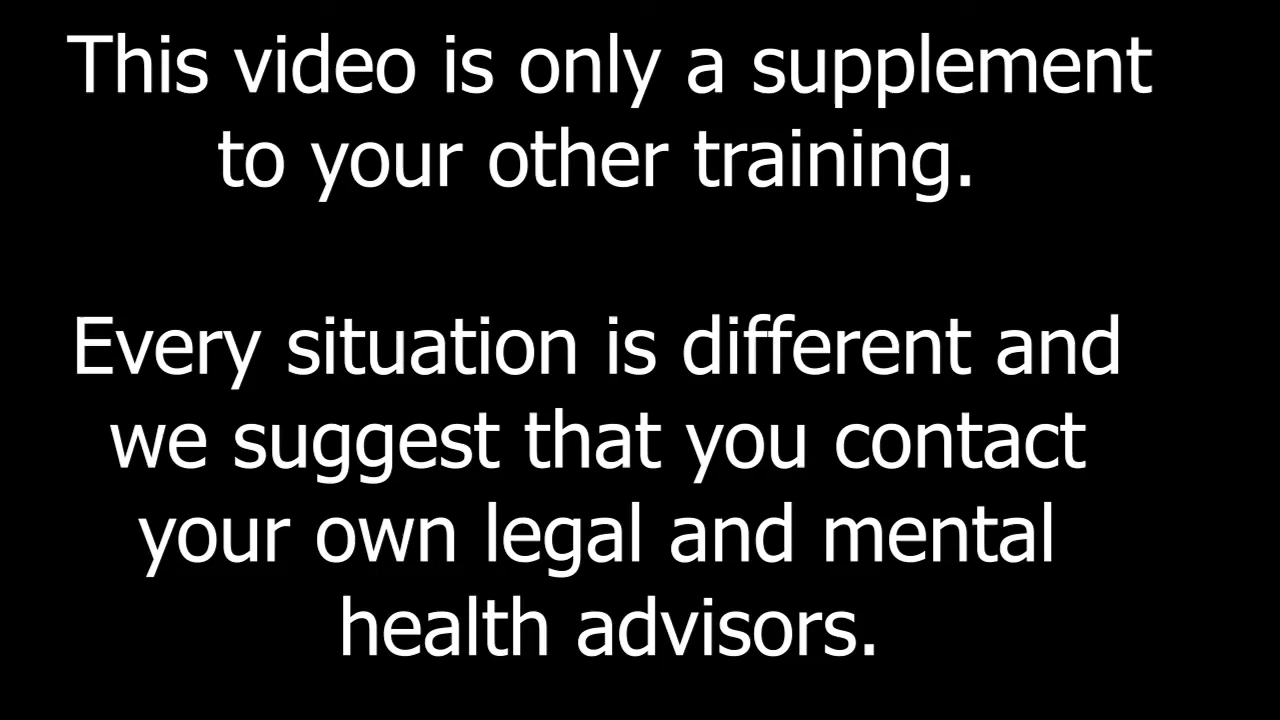 This video is only a supplement
to your other training.
Every situation is different and
we suggest that you contact
your own legal and mental
health advisors.